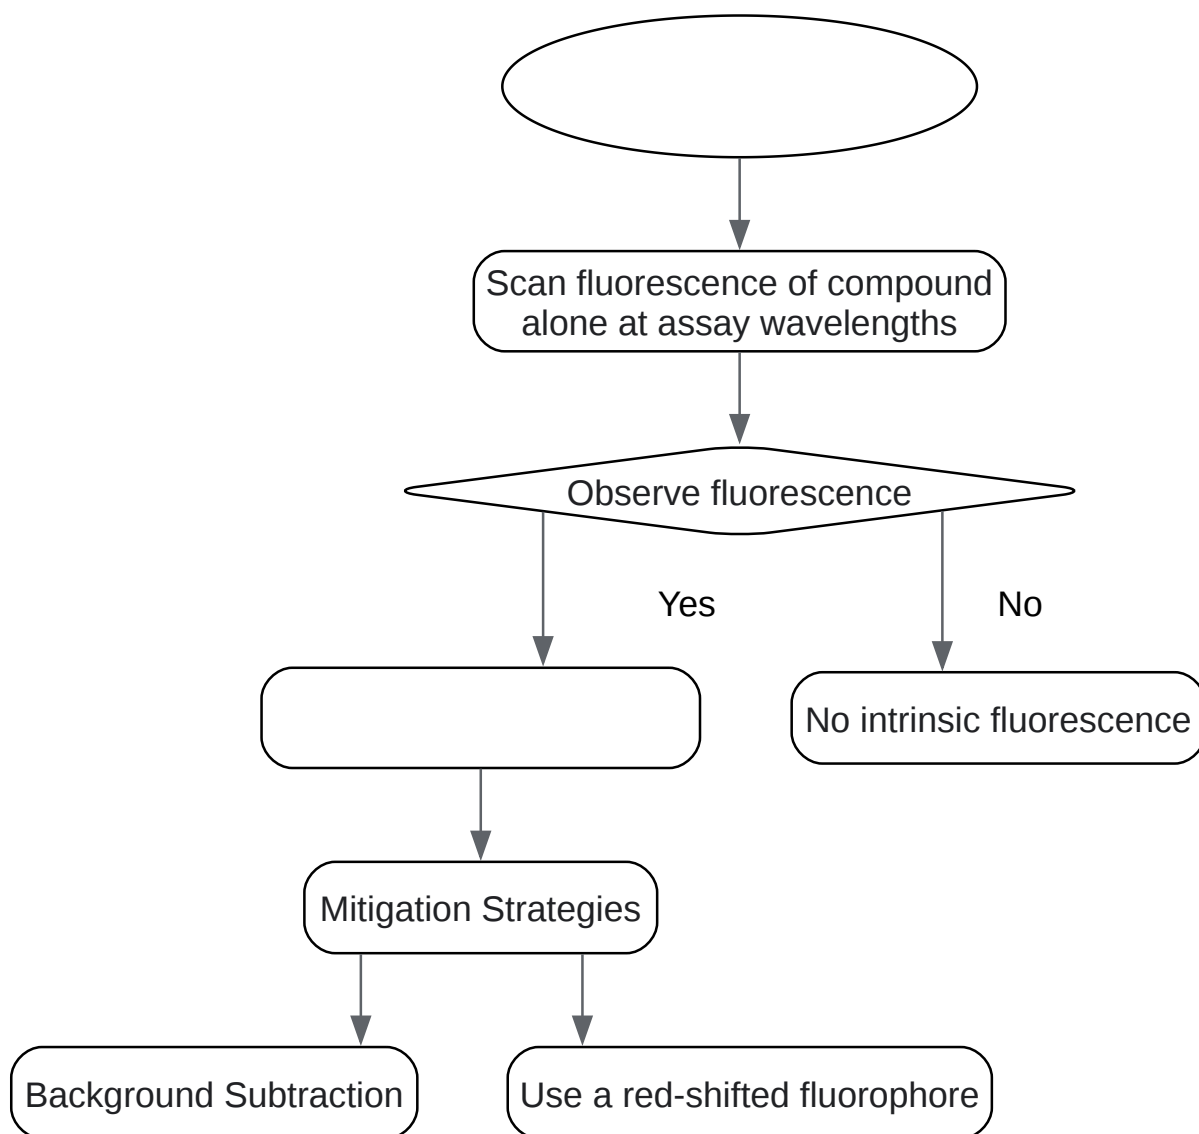 Scan fluorescence of compound
alone at assay wavelengths
Observe fluorescence
Yes
No
No intrinsic fluorescence
Mitigation Strategies
Background Subtraction
Use a red-shifted fluorophore